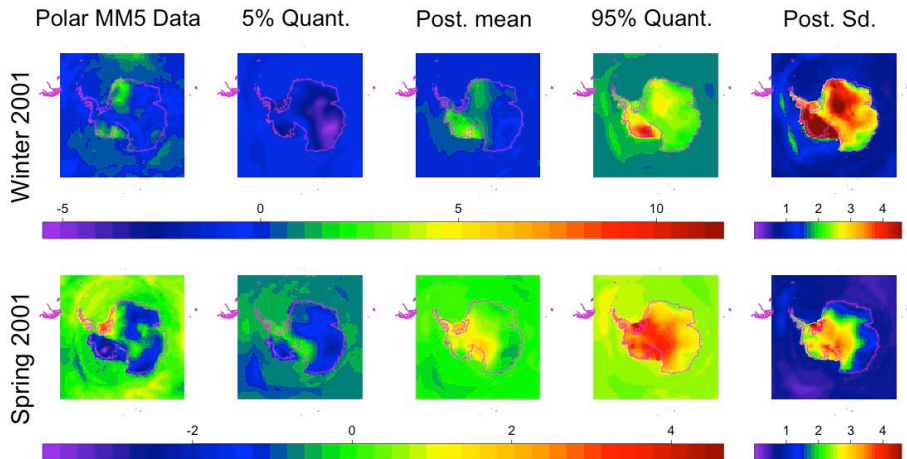 Polar MM5 Data 5% Quant. Post. mean 95% Quant. Post. Sd.
Winter 2001
-5 0 5 10 1 2 3 4
Spring 2001
-2 0 2 4 1 2 3 4